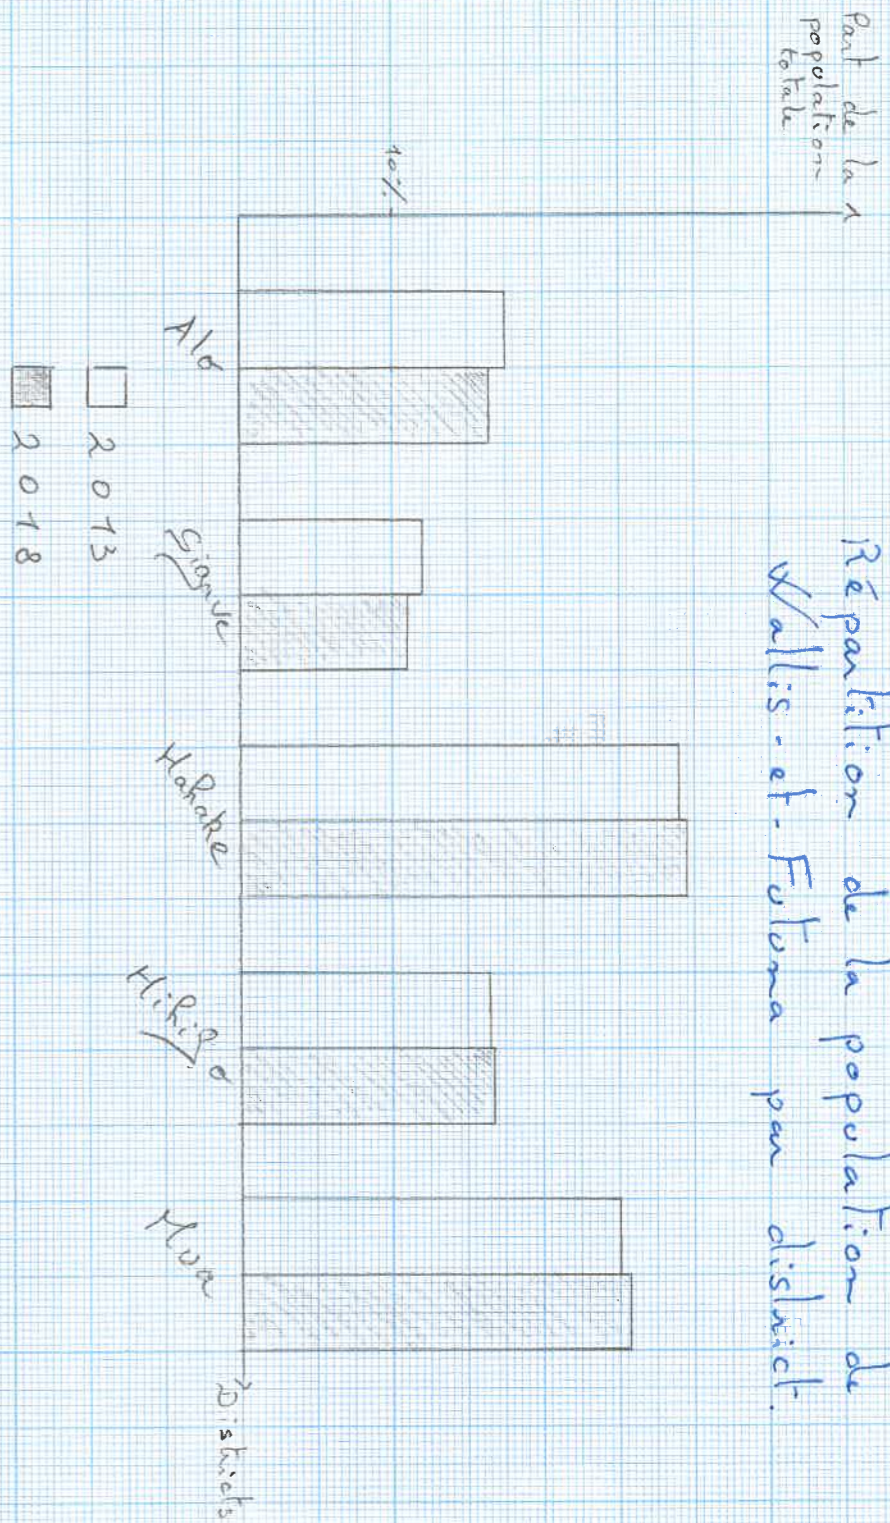 Répartition de la population de
Wallis-et-Futuna par district.
Part de la
population
totale
10%
Alo
Sigave
Hahake
Hihifo
Mua
Districts
2013
2018